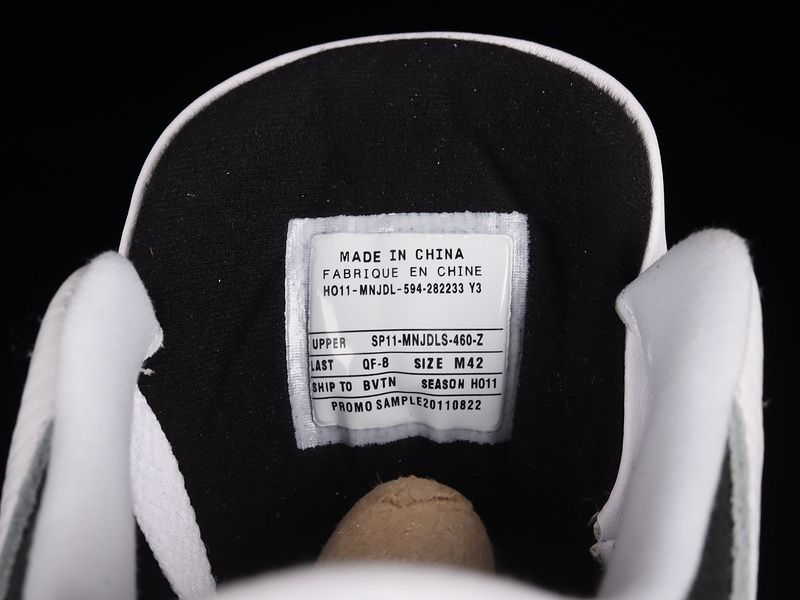 MADE IN CHINA
FABRIQUE EN CHINE
HO11-MNJDL-594-282233 Y3
UPPER SP11-MNJDLS-460-Z
LAST QF-8 SIZE M42
SHIP TO BVTN SEASON HO11
PROMO SAMPLE20110822